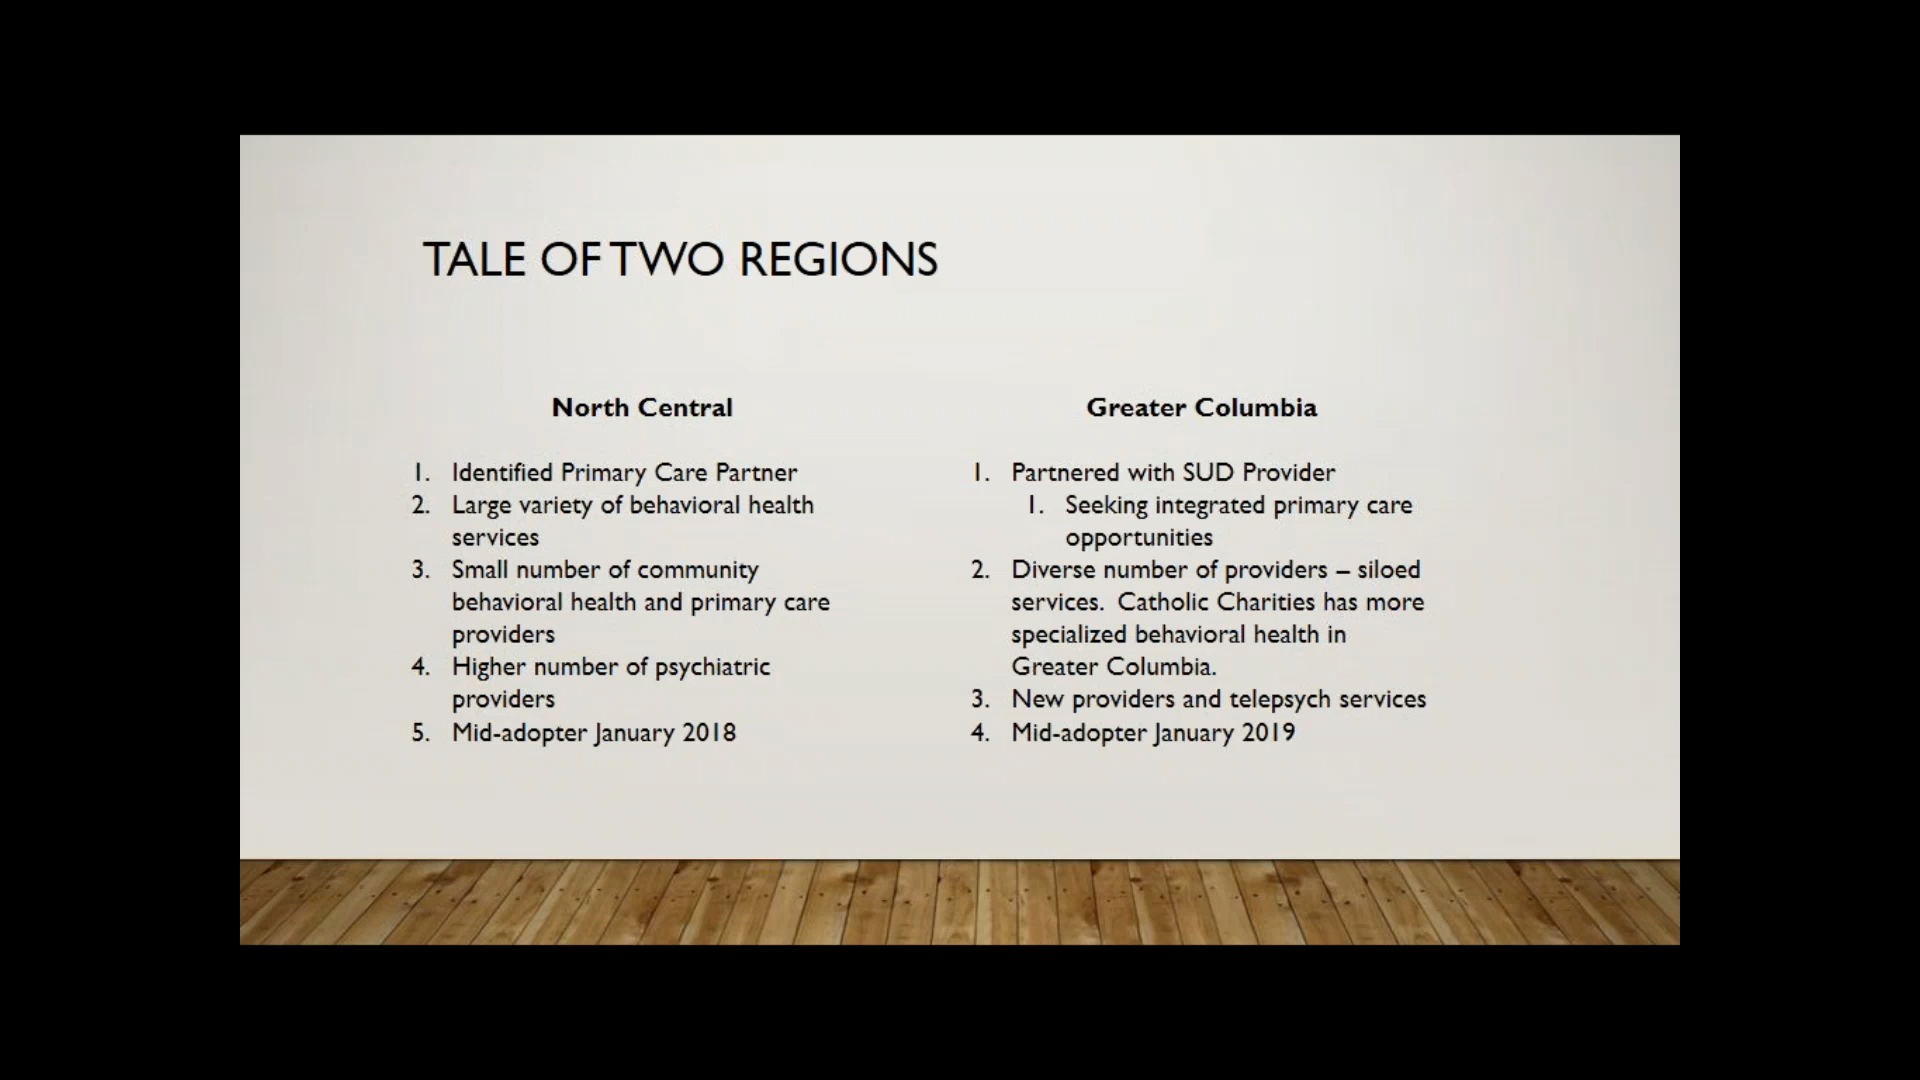 TALE OF TWO REGIONS
North Central
1. Identified Primary Care Partner
2. Large variety of behavioral health
services
3. Small number of community
behavioral health and primary care
providers
4. Higher number of psychiatric
providers
5. Mid-adopter January 2018
Greater Columbia
1. Partnered with SUD Provider
1. Seeking integrated primary care
opportunities
2. Diverse number of providers – siloed
services.  Catholic Charities has more
specialized behavioral health in
Greater Columbia.
3. New providers and telepsych services
4. Mid-adopter January 2019